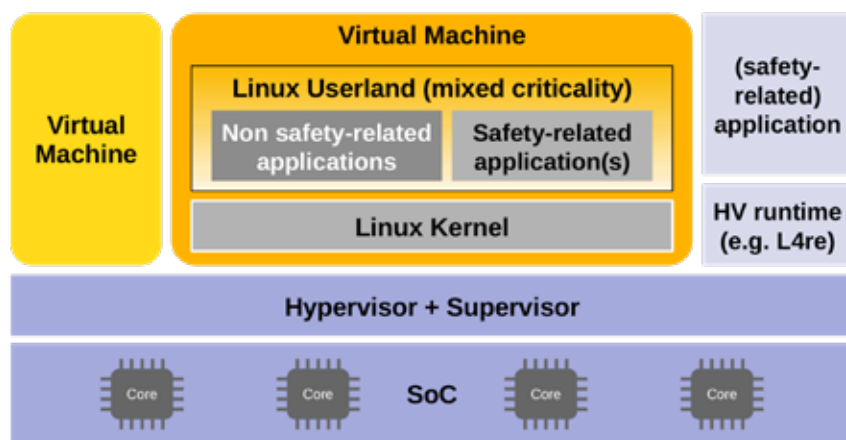 Virtual
Machine
Virtual Machine
Linux Userland (mixed criticality)
Non safety-related
applications
Safety-related
application(s)
Linux Kernel
(safety-
related)
application
HV runtime
(e.g. L4re)
Hypervisor + Supervisor
Core
Core
SoC
Core
Core